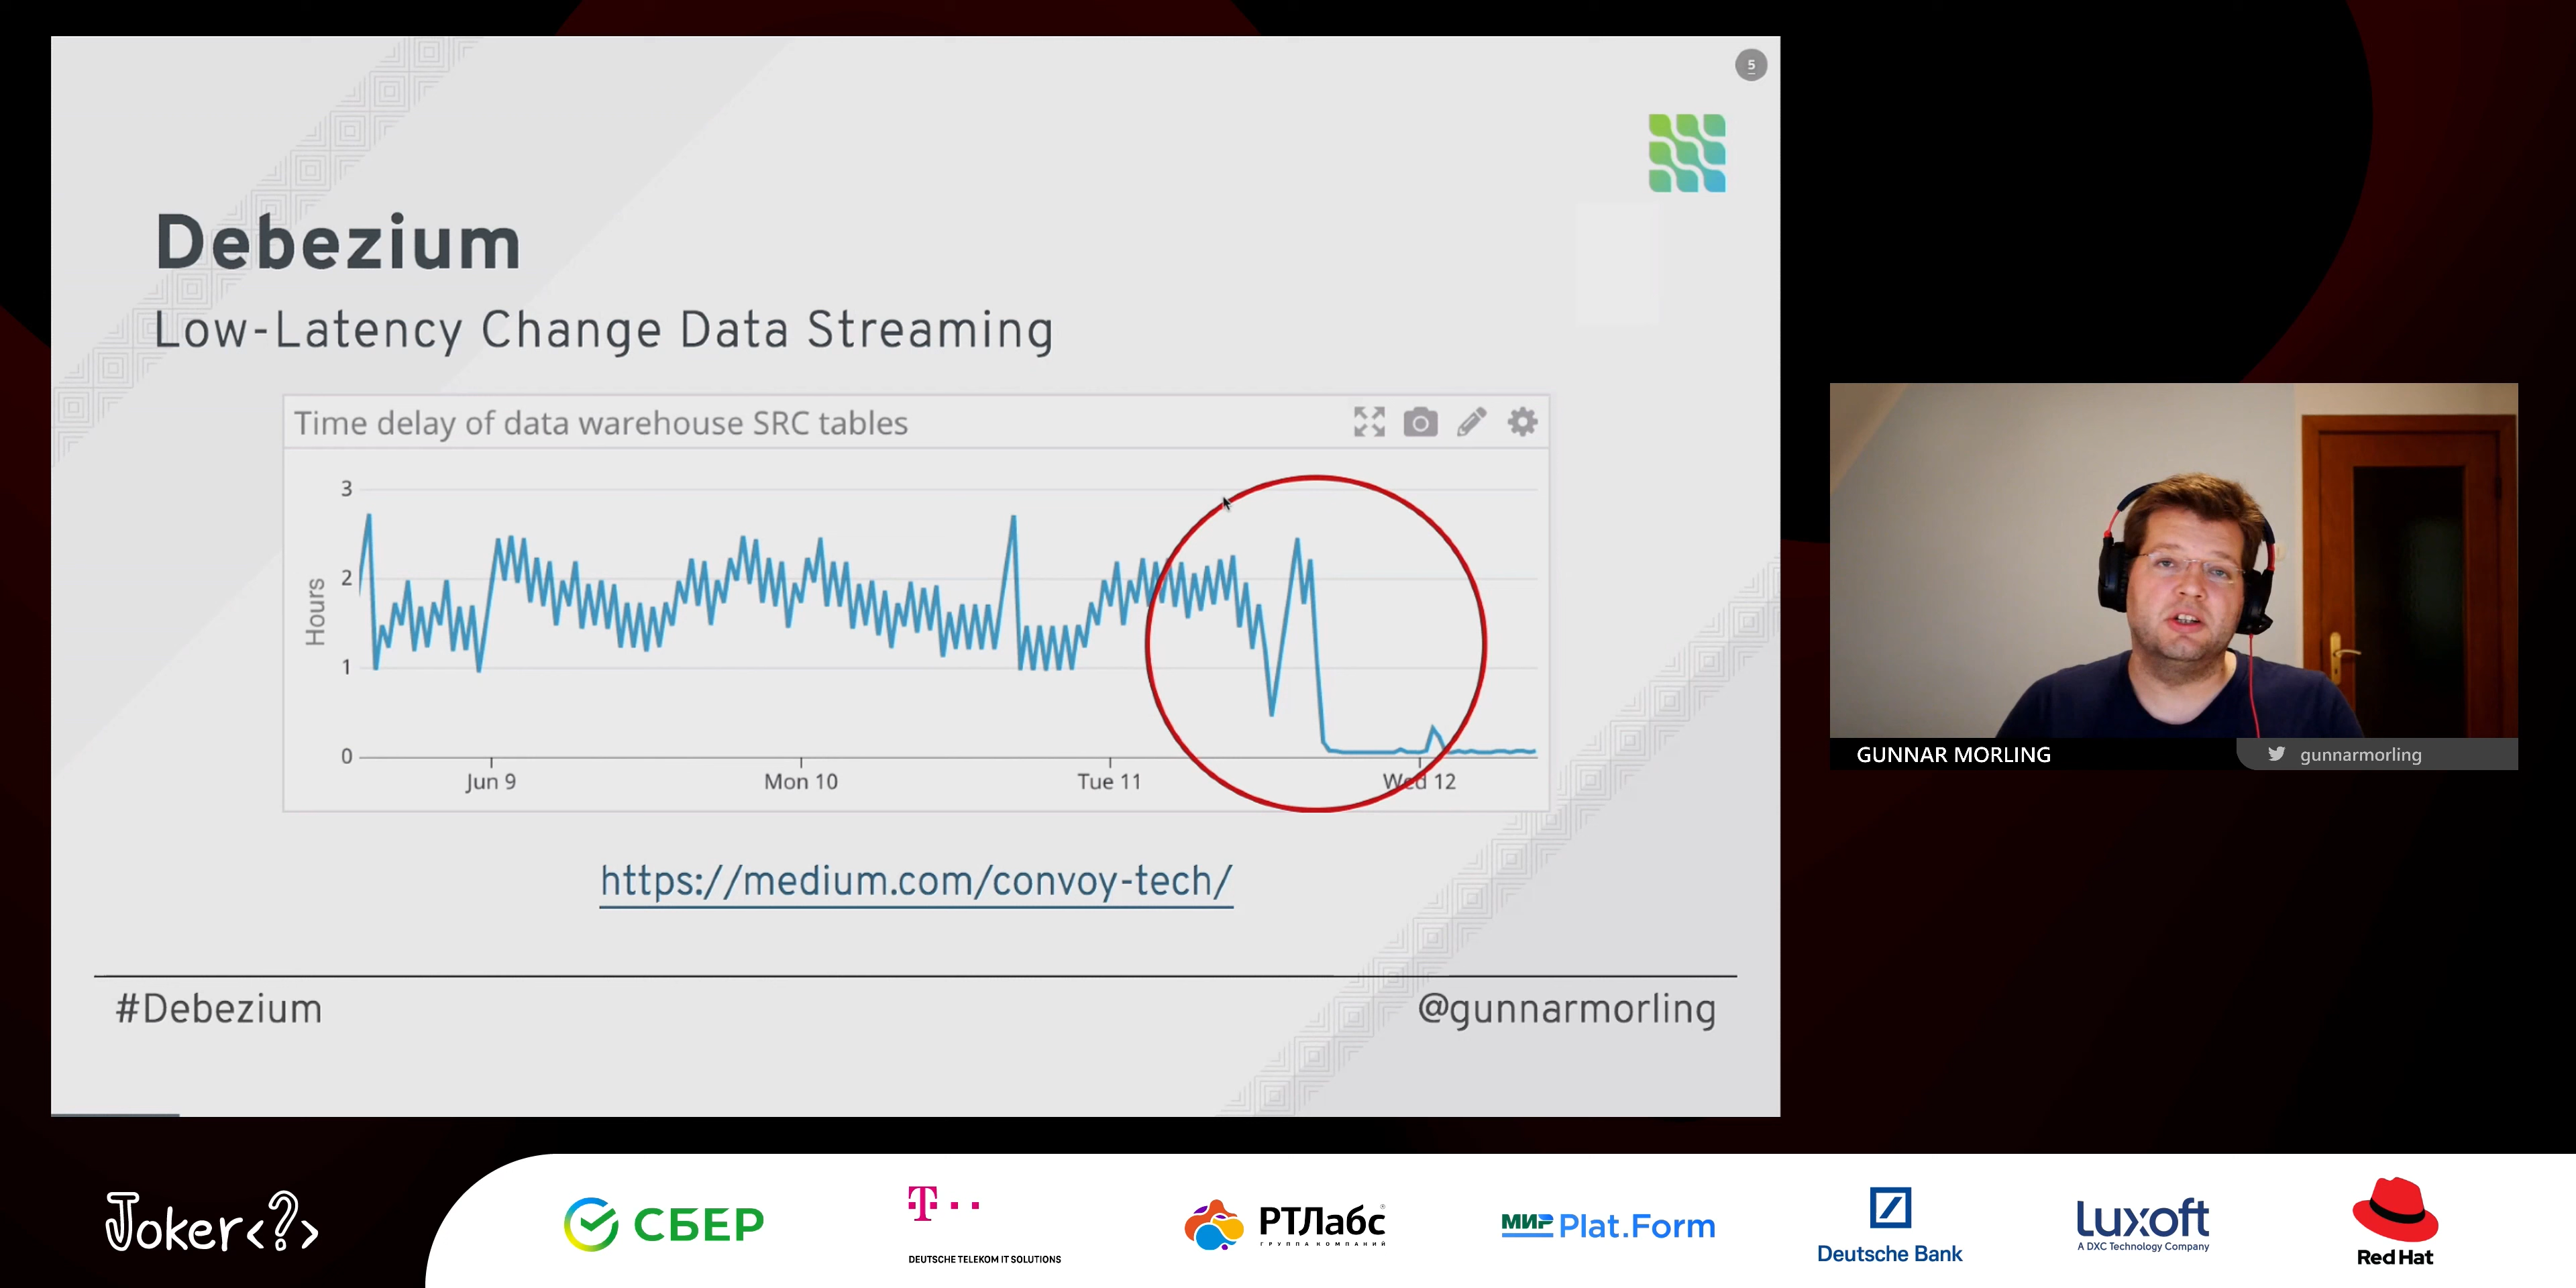 5
Debezium
Low-Latency Change Data Streaming
Time delay of data warehouse SRC tables
3
2
1
0
Hours
Jun 9
Mon 10
Tue 11
Wed 12
https://medium.com/convoy-tech/
#Debezium
@gunnarmorling
GUNNAR MORLING
gunnarmorling
Joker<?>
СБЕР
T
DEUTSCHE TELEKOM IT SOLUTIONS
РТЛабс
ГРУППА КОМПАНИЙ
МИР Plat.Form
Deutsche Bank
Luxoft
A DXC Technology Company
Red Hat